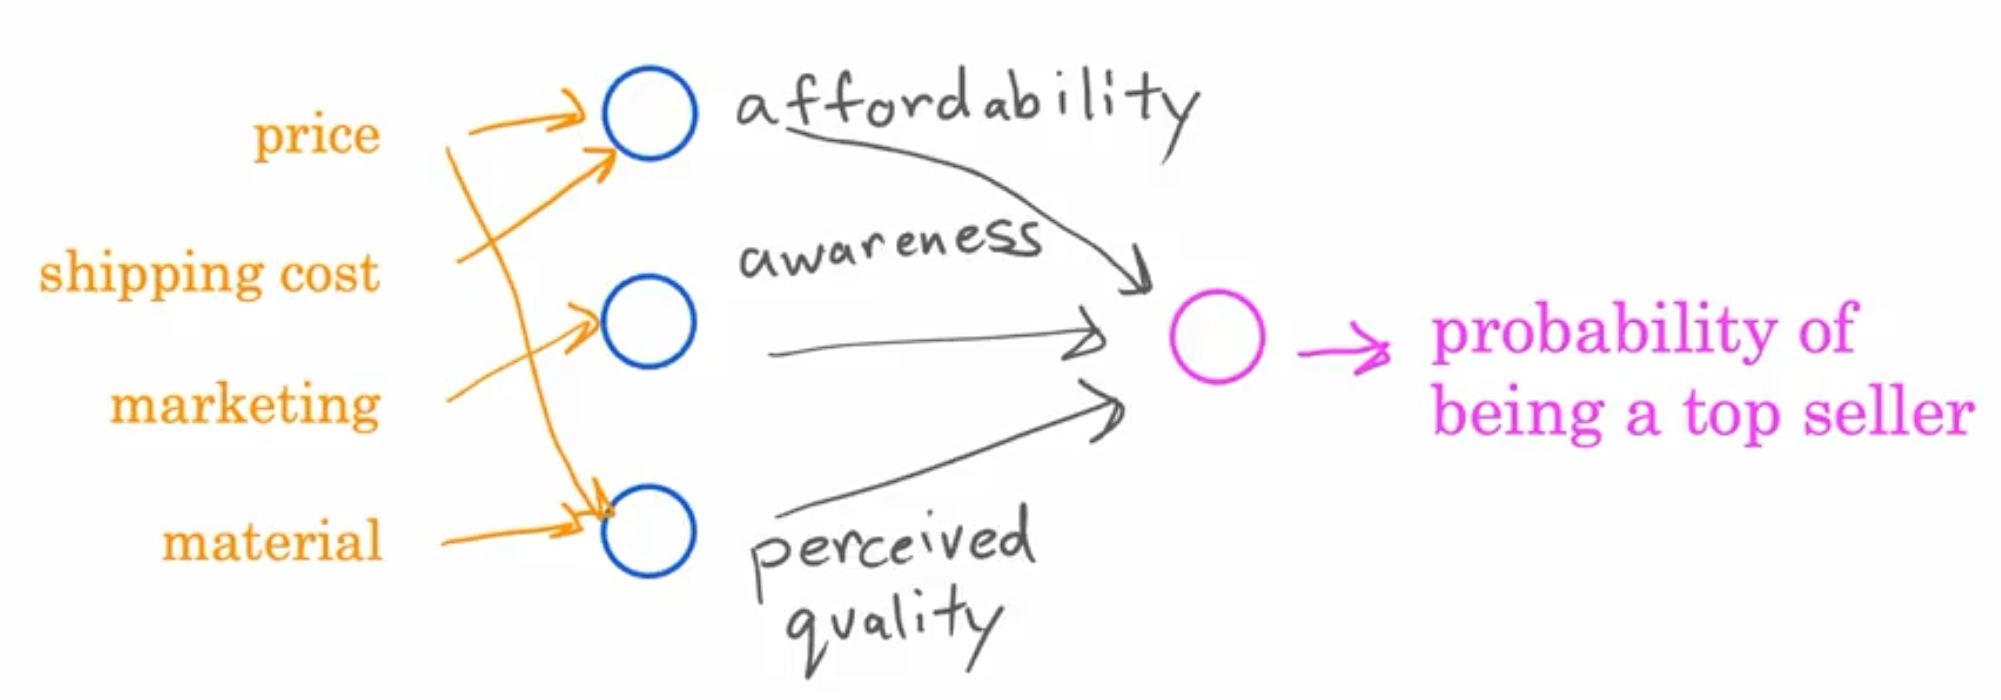 price
shipping cost
marketing
material
affordability
awareness
perceived
quality
probability of
being a top seller